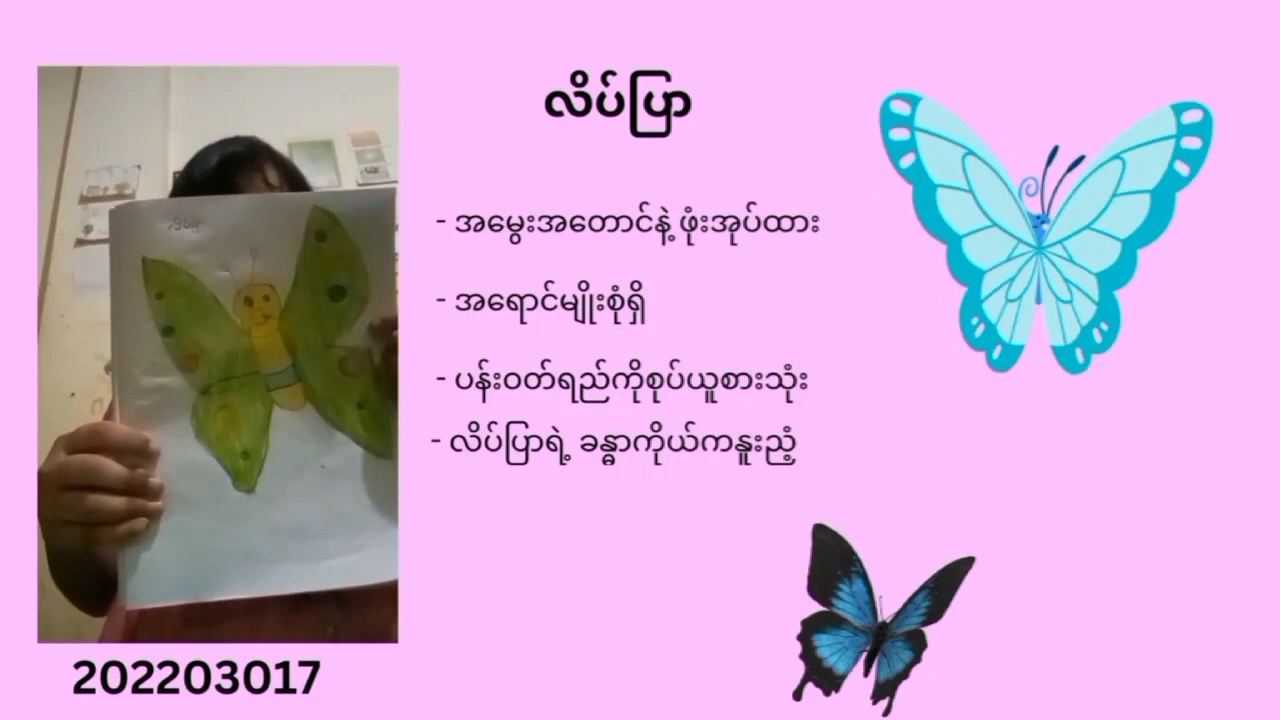 လိပ်ပြာ
- အမွေးအတောင်နဲ့ ဖုံးအုပ်ထား
- အရောင်မျိုးစုံရှိ
- ပန်းဝတ်ရည်ကိုစုပ်ယူစားသုံး
- လိပ်ပြာရဲ့ ခန္ဓာကိုယ်ကနူးညံ့
202203017